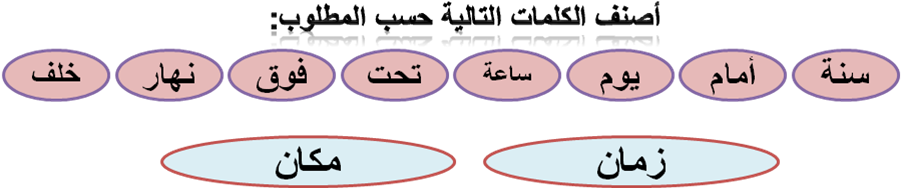 أصنف الكلمات التالية حسب المطلوب:
سنة أمام يوم ساعة تحت فوق نهار خلف
زمان مكان